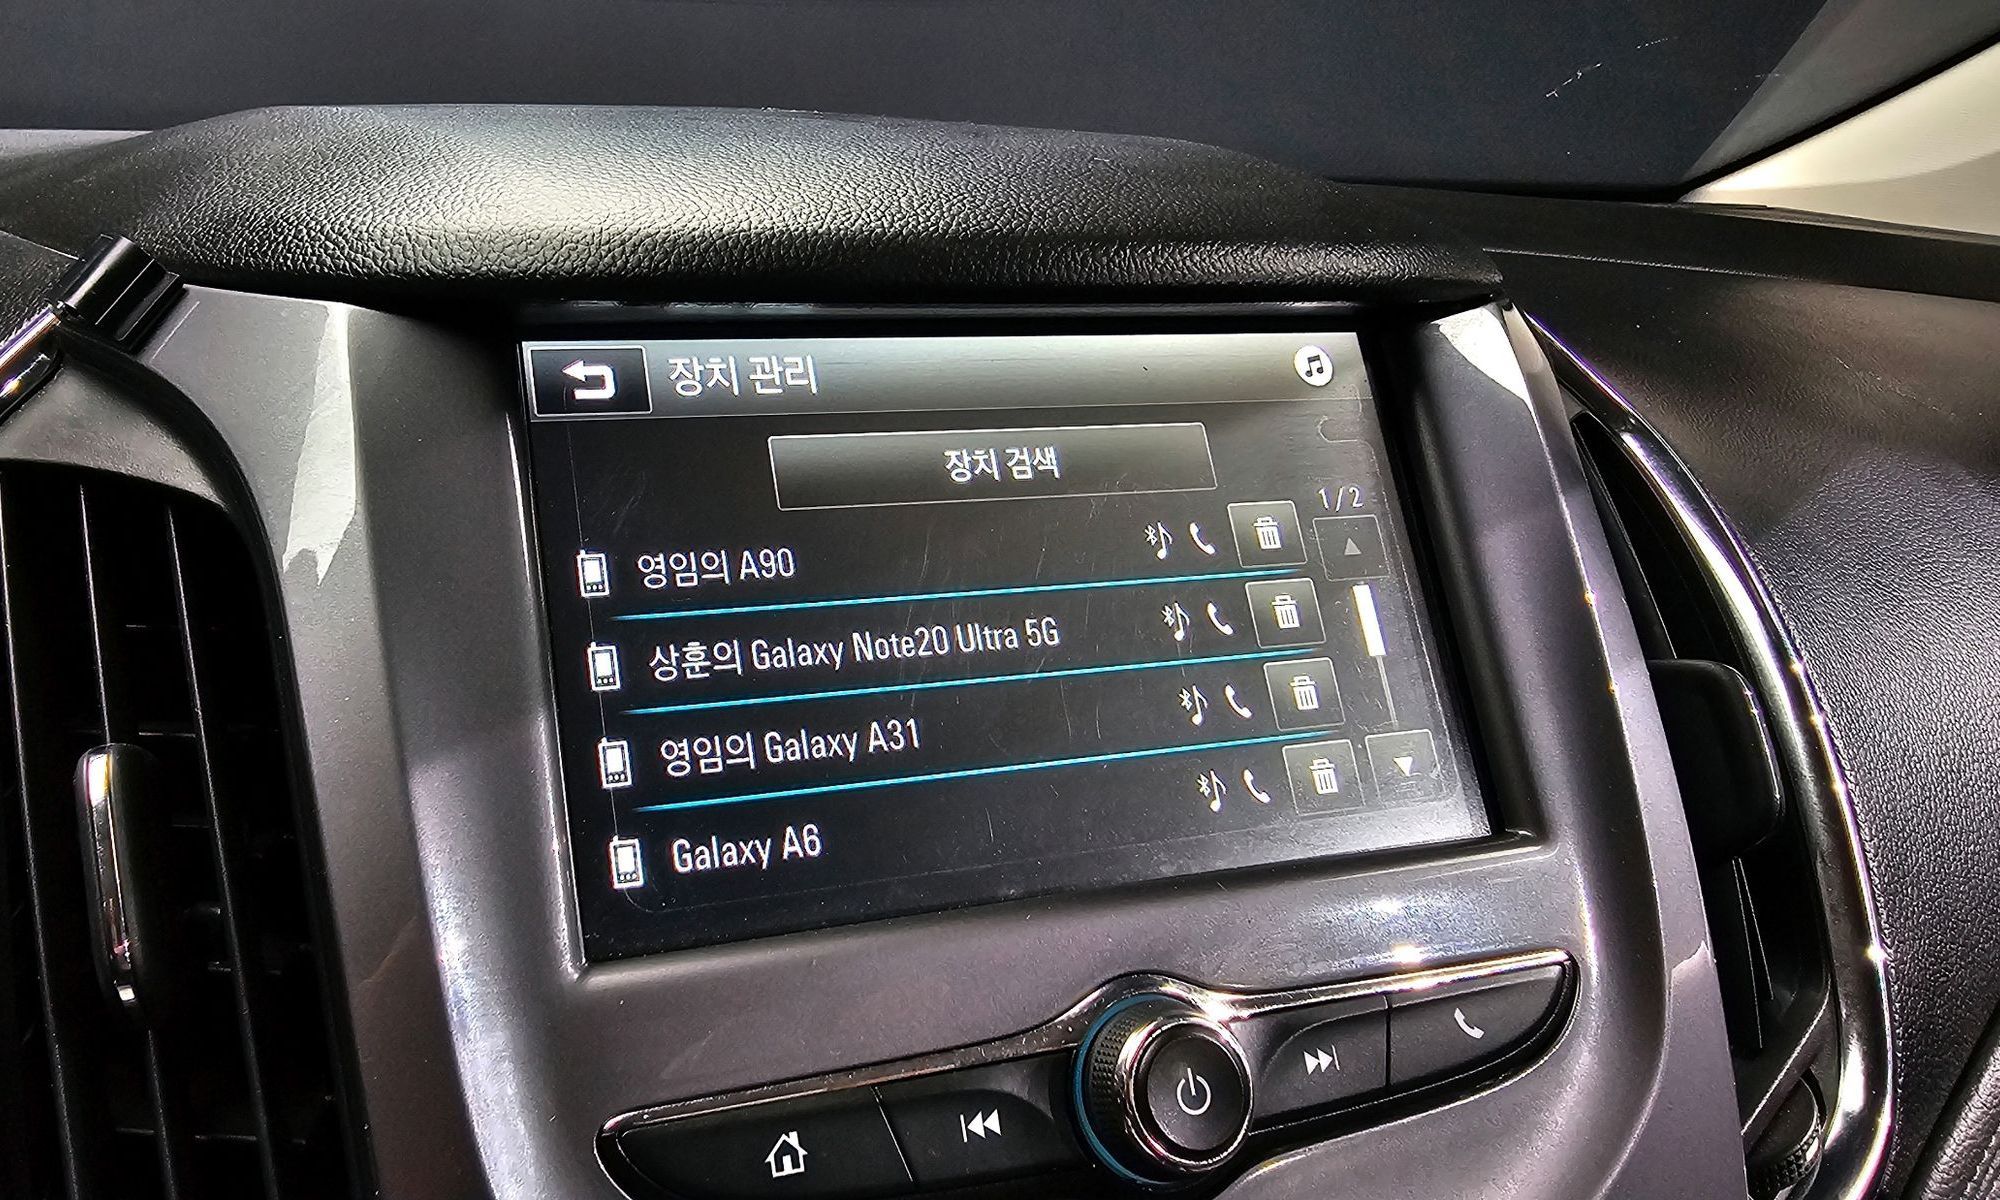 장치 관리
장치 검색
1/2
영임의 A90
상훈의 Galaxy Note20 Ultra 5G
영임의 Galaxy A31
Galaxy A6